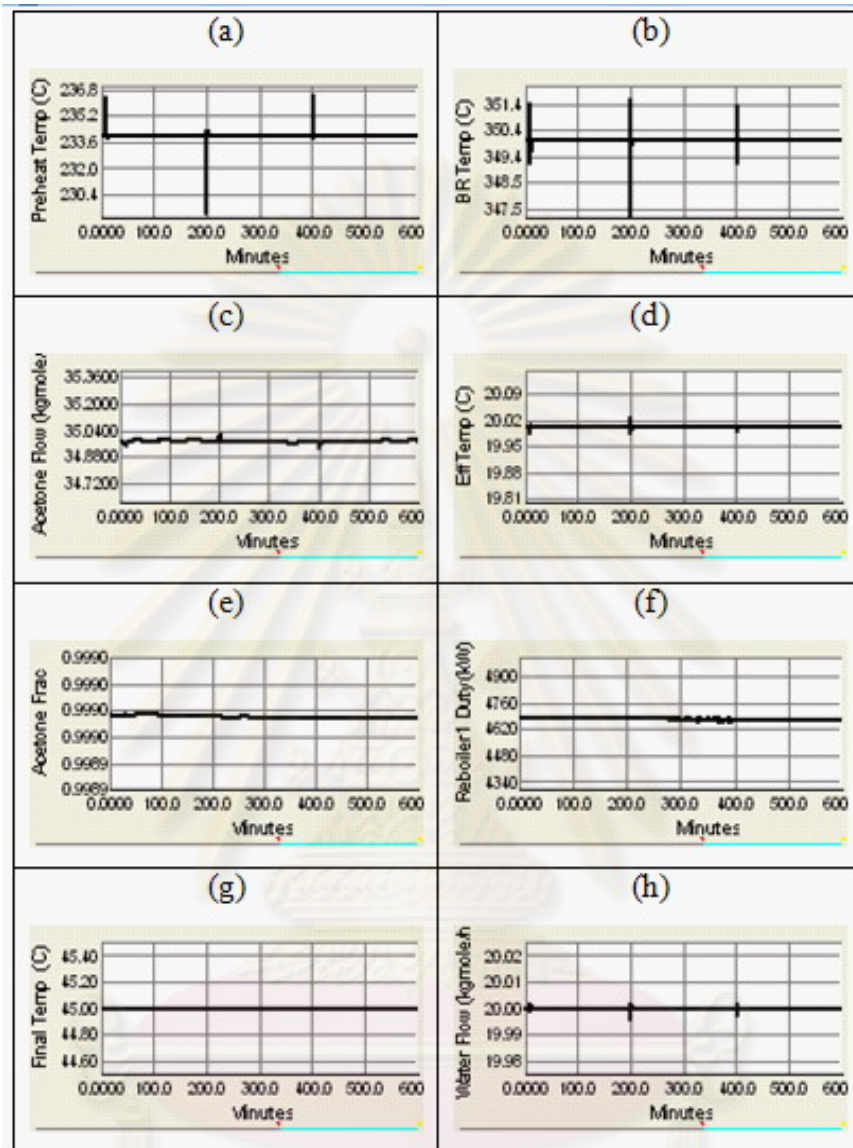 (a)
Preheat Temp (C)
236.8
235.2
233.6
232.0
230.4
0.0000 100.0 200.0 300.0 400.0 500.0 600
Minutes
(b)
BR Temp (C)
351.4
350.4
349.4
348.5
347.5
0.0000 100.0 200.0 300.0 400.0 500.0 600
Minutes
(c)
Acetone Flow (kgmole/
35.3600
35.2000
35.0400
34.8800
34.7200
0.0000 100.0 200.0 300.0 400.0 500.0 600
Minutes
(d)
Eff Temp (C)
20.09
20.02
19.95
19.88
19.81
0.0000 100.0 200.0 300.0 400.0 500.0 600
Minutes
(e)
Acetone Frac
0.9990
0.9990
0.9990
0.9990
0.9989
0.9989
0.0000 100.0 200.0 300.0 400.0 500.0 600
Minutes
(f)
Reboiler1 Duty(kW)
4900
4760
4620
4480
4340
0.0000 100.0 200.0 300.0 400.0 500.0 600
Minutes
(g)
Final Temp (C)
45.40
45.20
45.00
44.80
44.60
0.0000 100.0 200.0 300.0 400.0 500.0 600
Minutes
(h)
Water Flow (kgmole/h
20.02
20.01
20.00
19.99
19.98
0.0000 100.0 200.0 300.0 400.0 500.0 600
Minutes